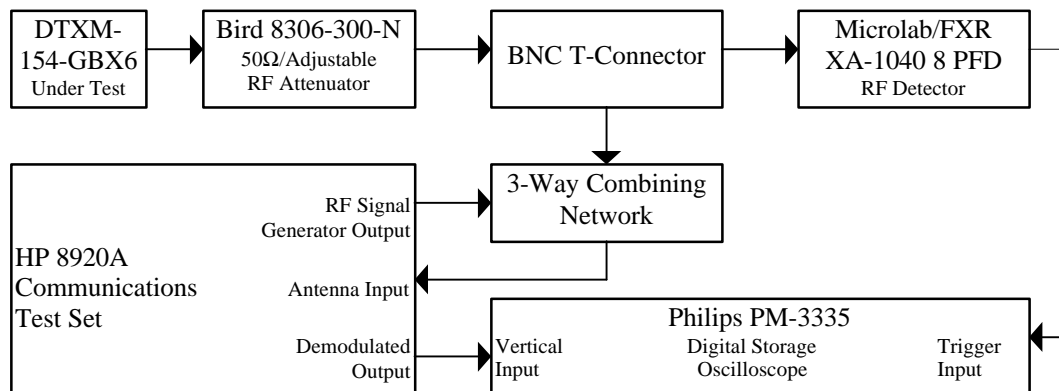 DTXM-
154-GBX6
Under Test
Bird 8306-300-N
50Ω/Adjustable
RF Attenuator
BNC T-Connector
Microlab/FXR
XA-1040 8 PFD
RF Detector
3-Way Combining
Network
HP 8920A
Communications
Test Set
RF Signal
Generator Output
Antenna Input
Demodulated
Output
Philips PM-3335
Vertical
Input
Digital Storage
Oscilloscope
Trigger
Input